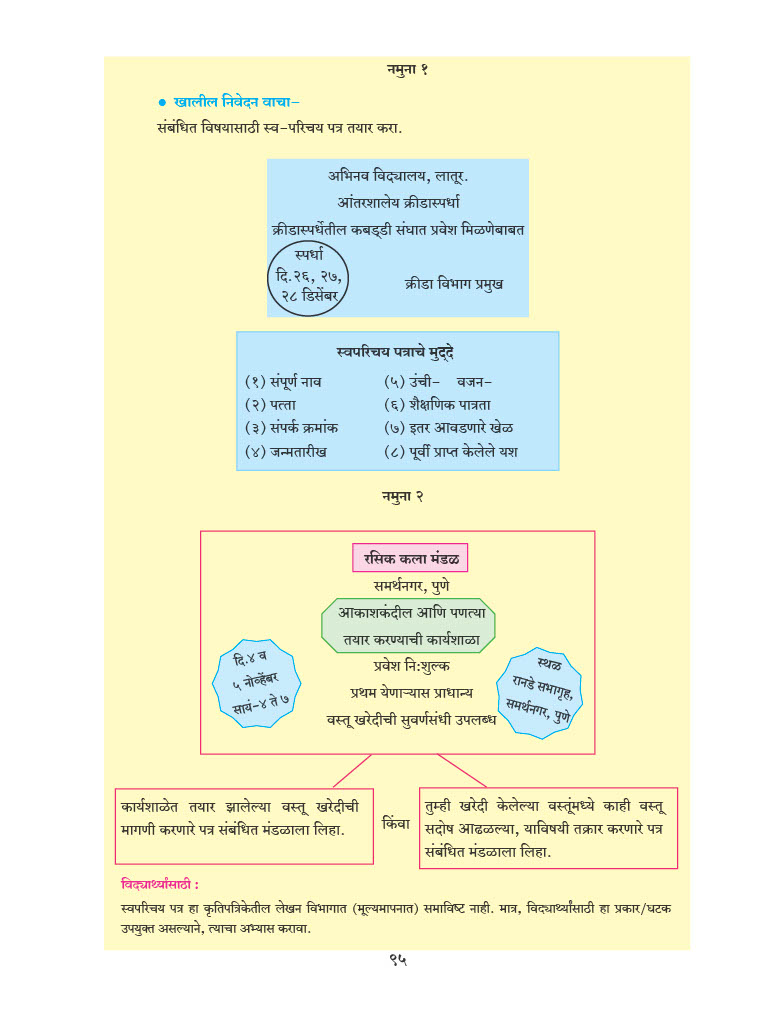 नमुना १
● खालील निवेदन वाचा–
संबंधित विषयासाठी स्व-परिचय पत्र तयार करा.
अभिनव विद्यालय, लातूर.
आंतरशालेय क्रीडास्पर्धा
क्रीडास्पर्धेतील कबड्डी संघात प्रवेश मिळणेबाबत
स्पर्धा
दि.२६, २७,
२८ डिसेंबर
क्रीडा विभाग प्रमुख
स्वपरिचय पत्राचे मुद्दे
(१) संपूर्ण नाव
(२) पत्ता
(३) संपर्क क्रमांक
(४) जन्मतारीख
(५) उंची– वजन–
(६) शैक्षणिक पात्रता
(७) इतर आवडणारे खेळ
(८) पूर्वी प्राप्त केलेले यश
नमुना २
रसिक कला मंडळ
समर्थनगर, पुणे
आकाशकंदील आणि पणत्या
तयार करण्याची कार्यशाळा
प्रवेश नि:शुल्क
प्रथम येणाऱ्यास प्राधान्य
वस्तू खरेदीची सुवर्णसंधी उपलब्ध
दि.४ व
५ नोव्हेंबर
सायं-४ ते ७
स्थळ
रानडे सभागृह,
समर्थनगर, पुणे
कार्यशाळेत तयार झालेल्या वस्तू खरेदीची
मागणी करणारे पत्र संबंधित मंडळाला लिहा.
किंवा
तुम्ही खरेदी केलेल्या वस्तूंमध्ये काही वस्तू
सदोष आढळल्या, याविषयी तक्रार करणारे पत्र
संबंधित मंडळाला लिहा.
विद्यार्थ्यांसाठी :
स्वपरिचय पत्र हा कृतिपत्रिकेतील लेखन विभागात (मूल्यमापनात) समाविष्ट नाही. मात्र, विद्यार्थ्यांसाठी हा प्रकार/घटक
उपयुक्त असल्याने, त्याचा अभ्यास करावा.
९५